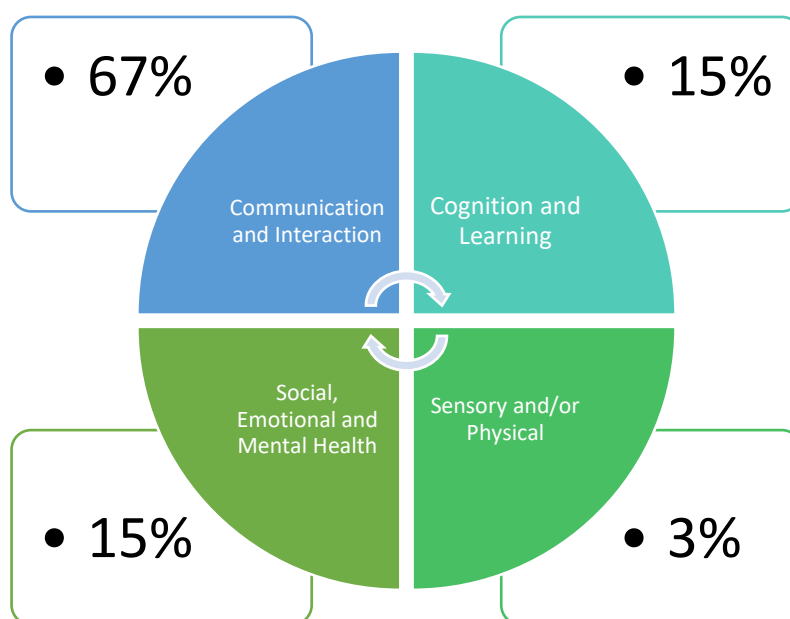 • 67%
• 15%
Communication
and Interaction
Cognition and
Learning
Social,
Emotional and
Mental Health
Sensory and/or
Physical
• 15%
• 3%